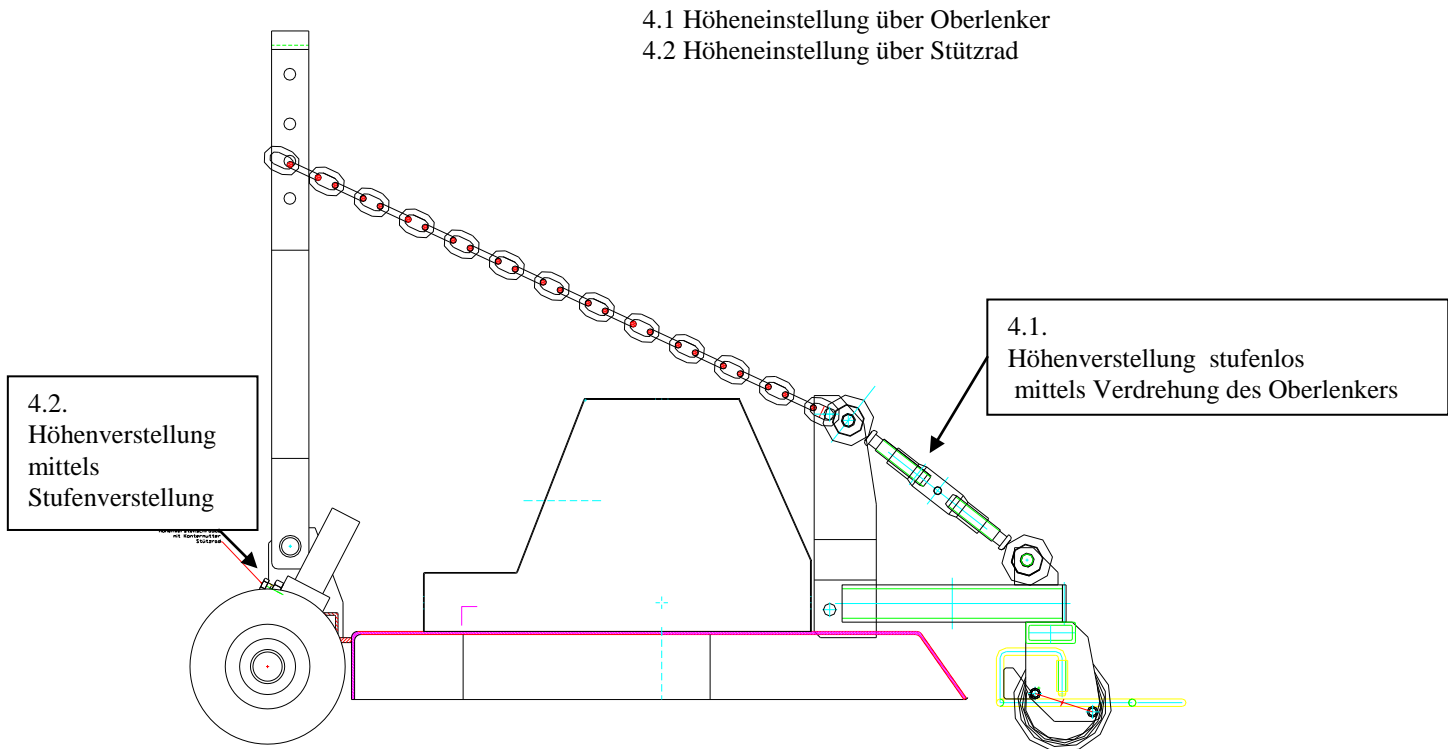 4.1 Höheneinstellung über Oberlenker
4.2 Höheneinstellung über Stützrad
4.1.
Höhenverstellung stufenlos
mittels Verdrehung des Oberlenkers
4.2.
Höhenverstellung
mittels
Stufenverstellung
mit Kontermutter
Stützrad